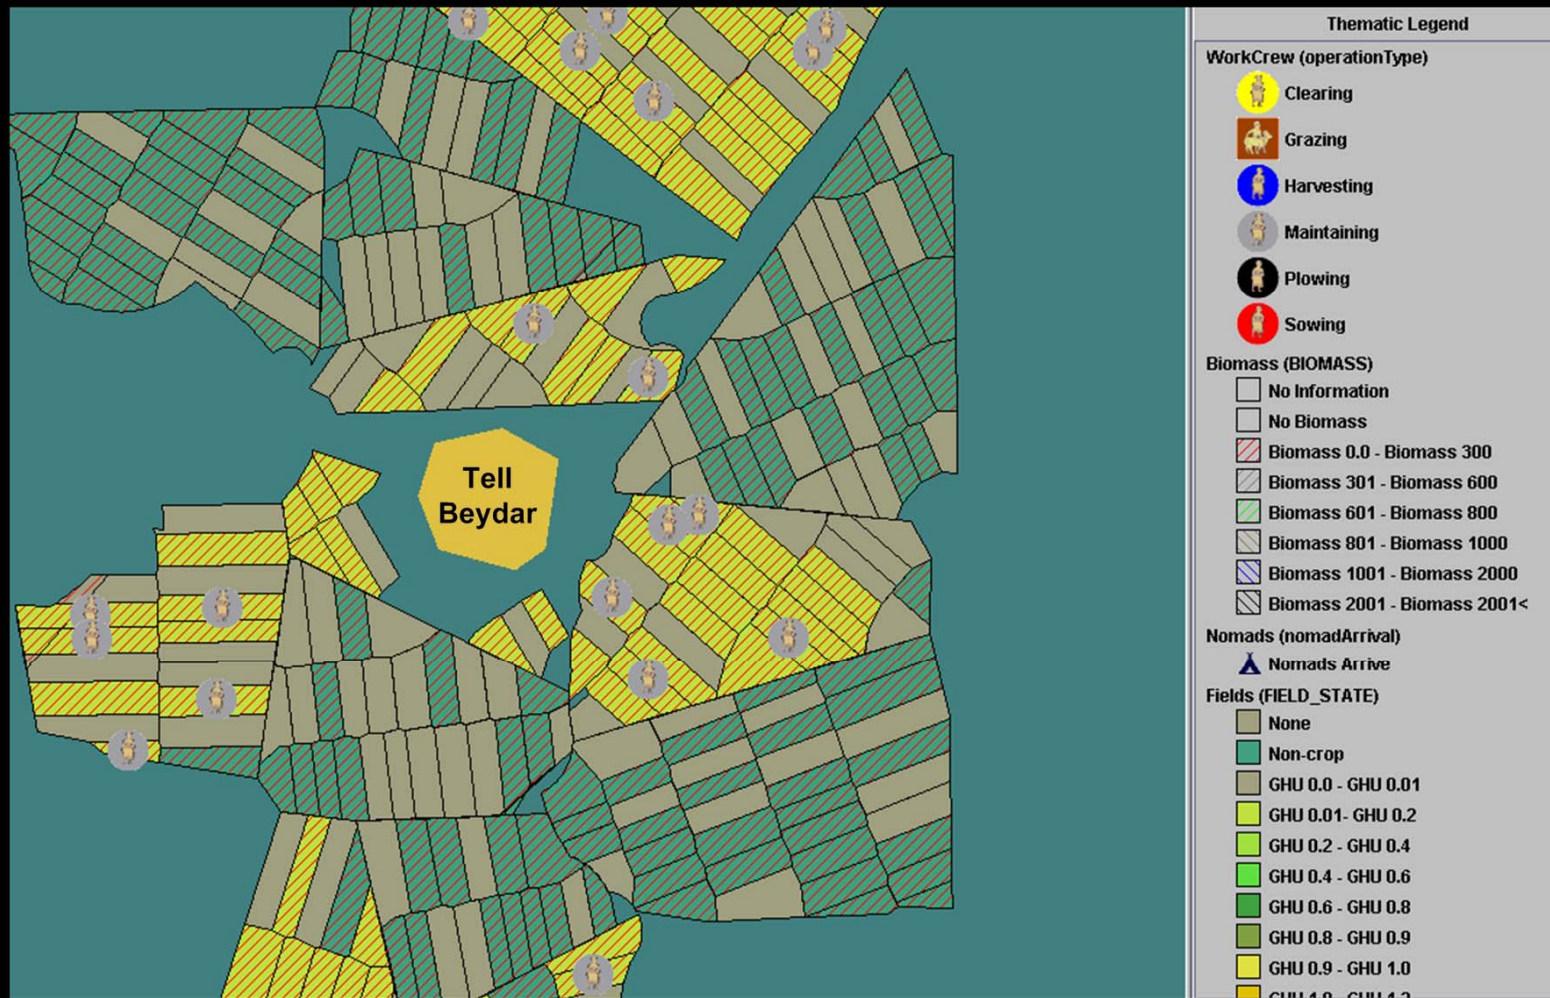 Tell
Beydar
Thematic Legend
WorkCrew (operationType)
Clearing
Grazing
Harvesting
Maintaining
Plowing
Sowing
Biomass (BIOMASS)
No Information
No Biomass
Biomass 0.0 - Biomass 300
Biomass 301 - Biomass 600
Biomass 601 - Biomass 800
Biomass 801 - Biomass 1000
Biomass 1001 - Biomass 2000
Biomass 2001 - Biomass 2001<
Nomads (nomadArrival)
Nomads Arrive
Fields (FIELD_STATE)
None
Non-crop
GHU 0.0 - GHU 0.01
GHU 0.01- GHU 0.2
GHU 0.2 - GHU 0.4
GHU 0.4 - GHU 0.6
GHU 0.6 - GHU 0.8
GHU 0.8 - GHU 0.9
GHU 0.9 - GHU 1.0